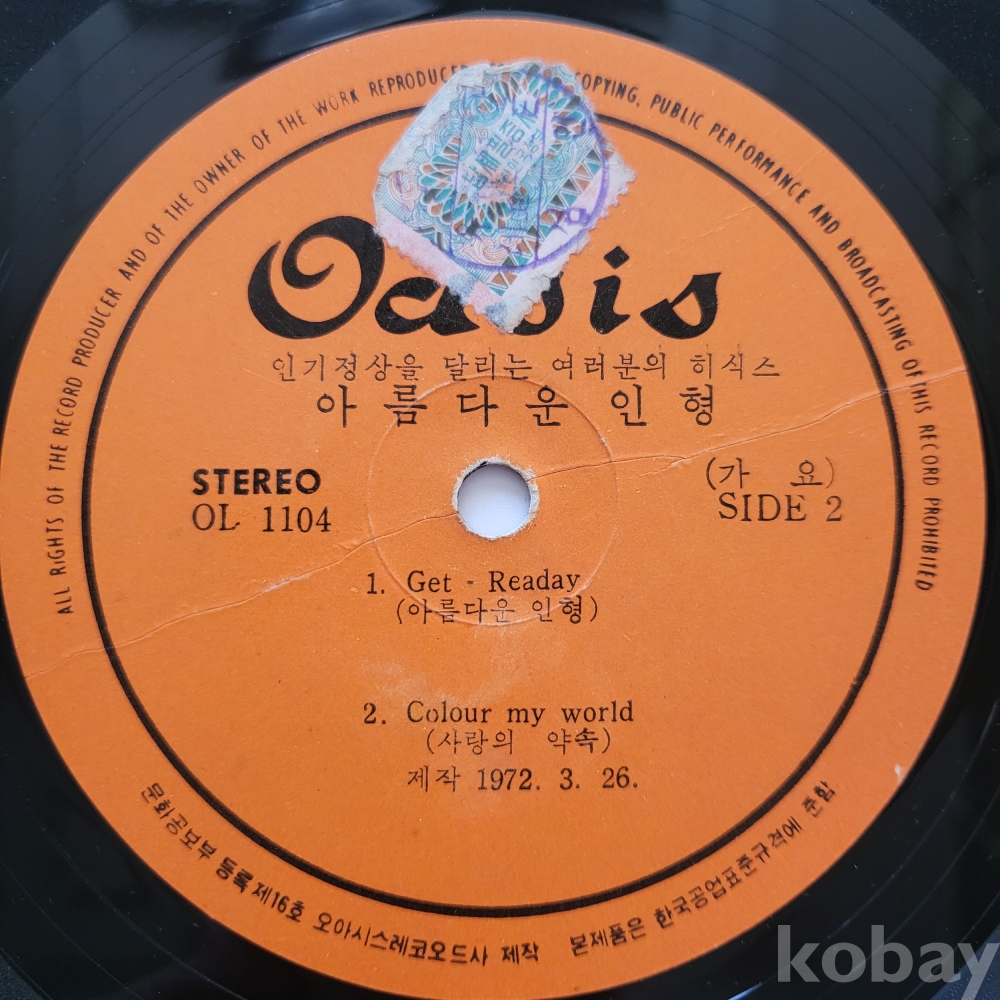 ALL RIGHTS OF THE RECORD PRODUCER AND OF THE OWNER OF THE WORK REPRODUCED COPYING, PUBLIC PERFORMANCE AND BROADCASTING OF THIS RECORD PROHIBITED
Oasis
인기정상을 달리는 여러분의 히식스
아름다운인형
STEREO
OL 1104
(가 요)
SIDE 2
1. Get - Readay
(아름다운 인형)
2. Colour my world
(사랑의 약속)
제작 1972. 3. 26.
문화공보부 등록 제16호 오아시스레코오드사 제작 본제품은 한국공업표준규격에 준함
kobay